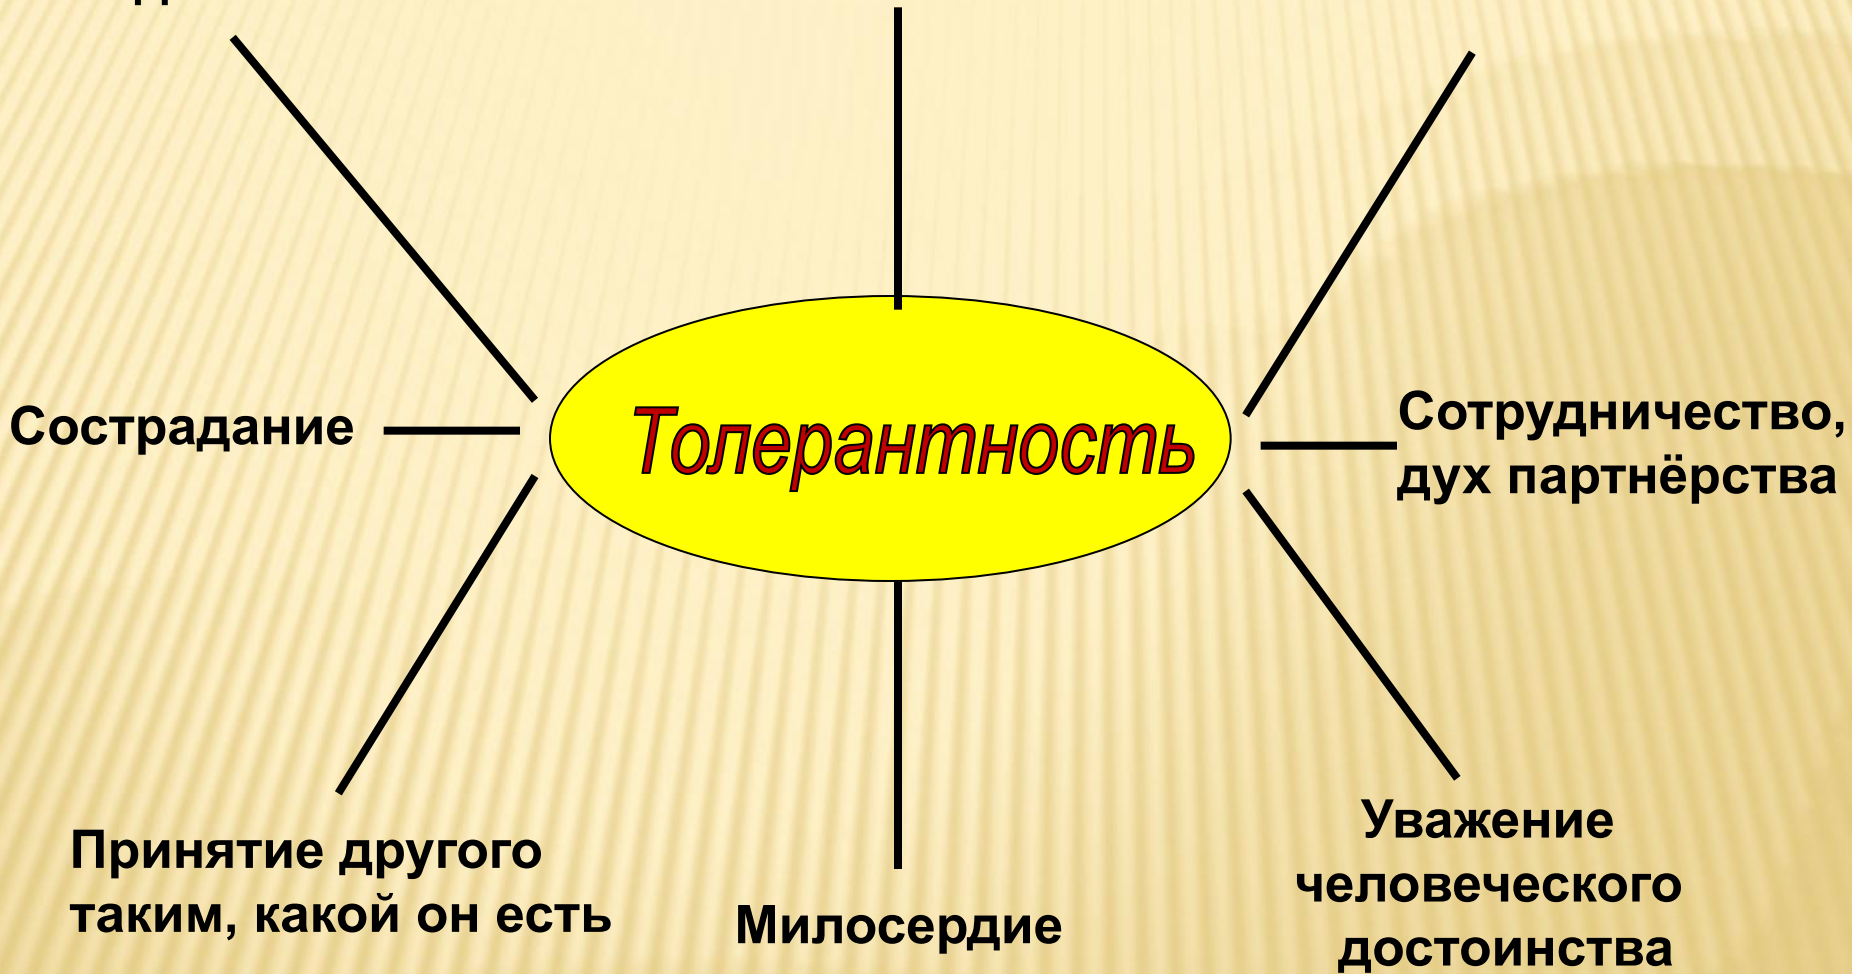 Сострадание
Толерантность
Сотрудничество,
дух партнёрства
Принятие другого
таким, какой он есть
Милосердие
Уважение
человеческого
достоинства